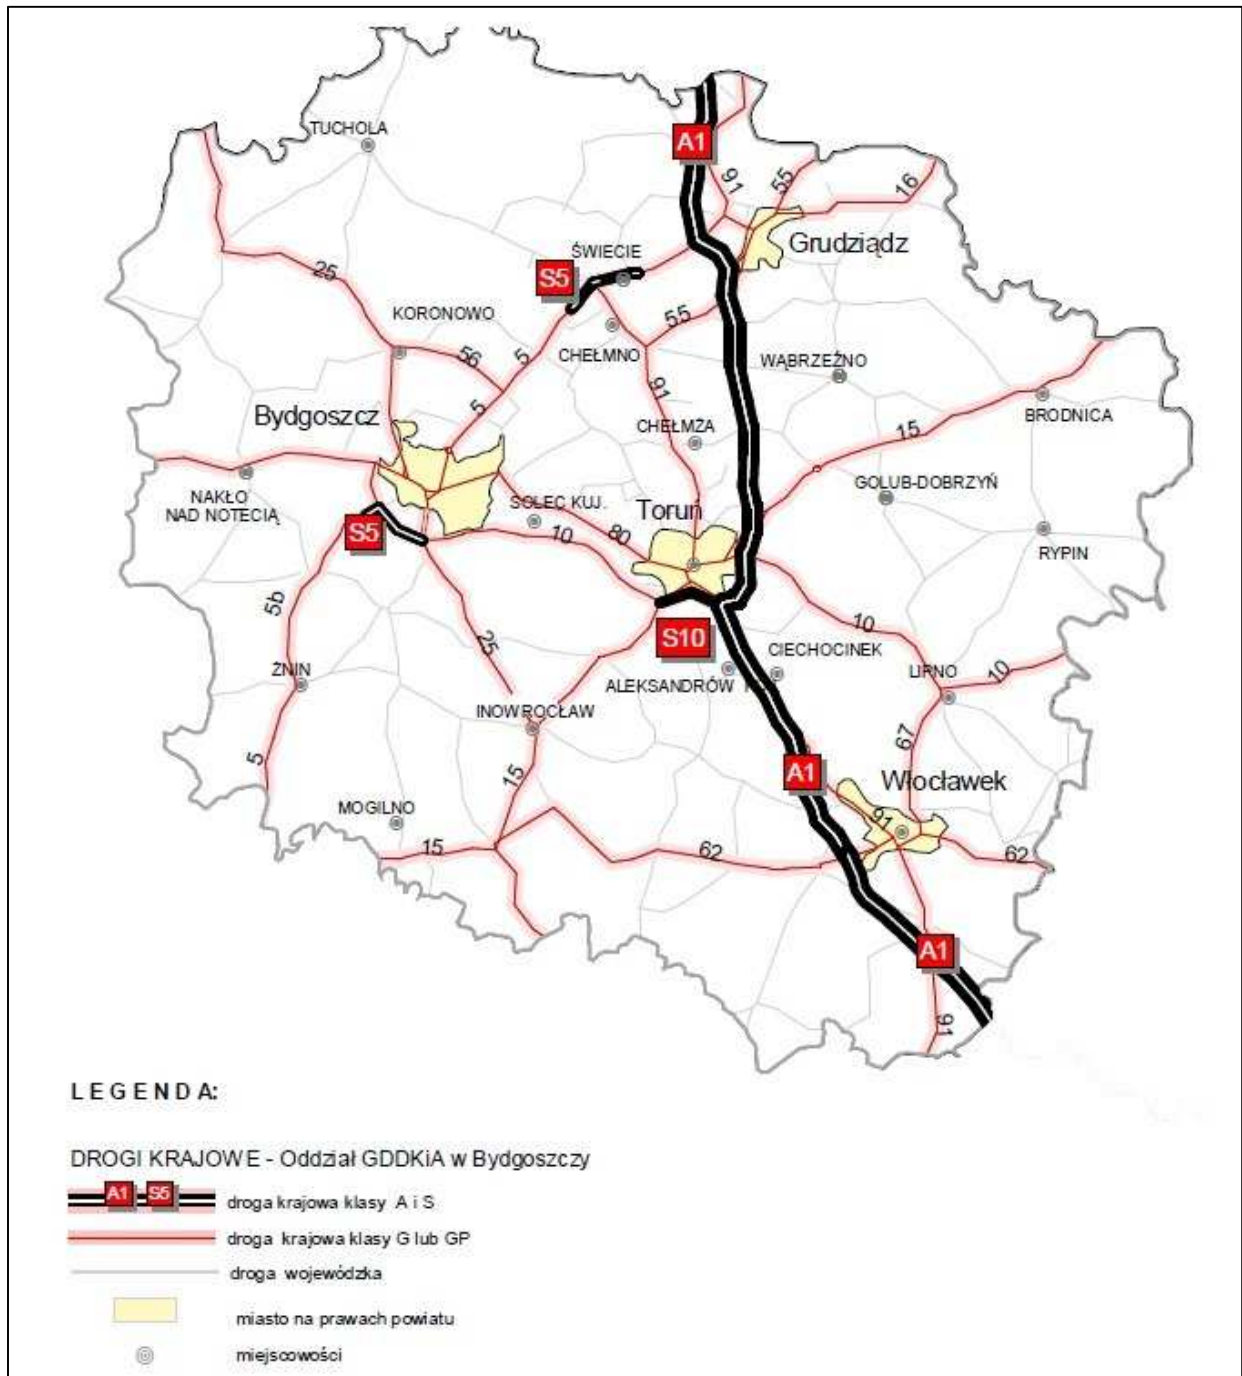 TUCHOLA
A1
91
55
16
Grudziądz
ŚWIECIE
S5
25
KORONOWO
55
CHEŁMNO
56
5
WĄBRZEŹNO
91
5
BRODNICA
Bydgoszcz
CHEŁMŻA
15
GOLUB-DOBRZYŃ
NAKŁO
NAD NOTECIĄ
SOLEC KUJ.
Toruń
S5
10
80
RYPIN
5b
10
25
S10
CIECHOCINEK
ŻNIN
ALEKSANDRÓW
LIPNO
10
INOWROCŁAW
67
5
15
A1
Włocławek
MOGILNO
91
15
62
62
A1
91
LEGENDA:
DROGI KRAJOWE - Oddział GDDKiA w Bydgoszczy
A1 S5 droga krajowa klasy A i S
droga krajowa klasy G lub GP
droga wojewódzka
miasto na prawach powiatu
miejscowości